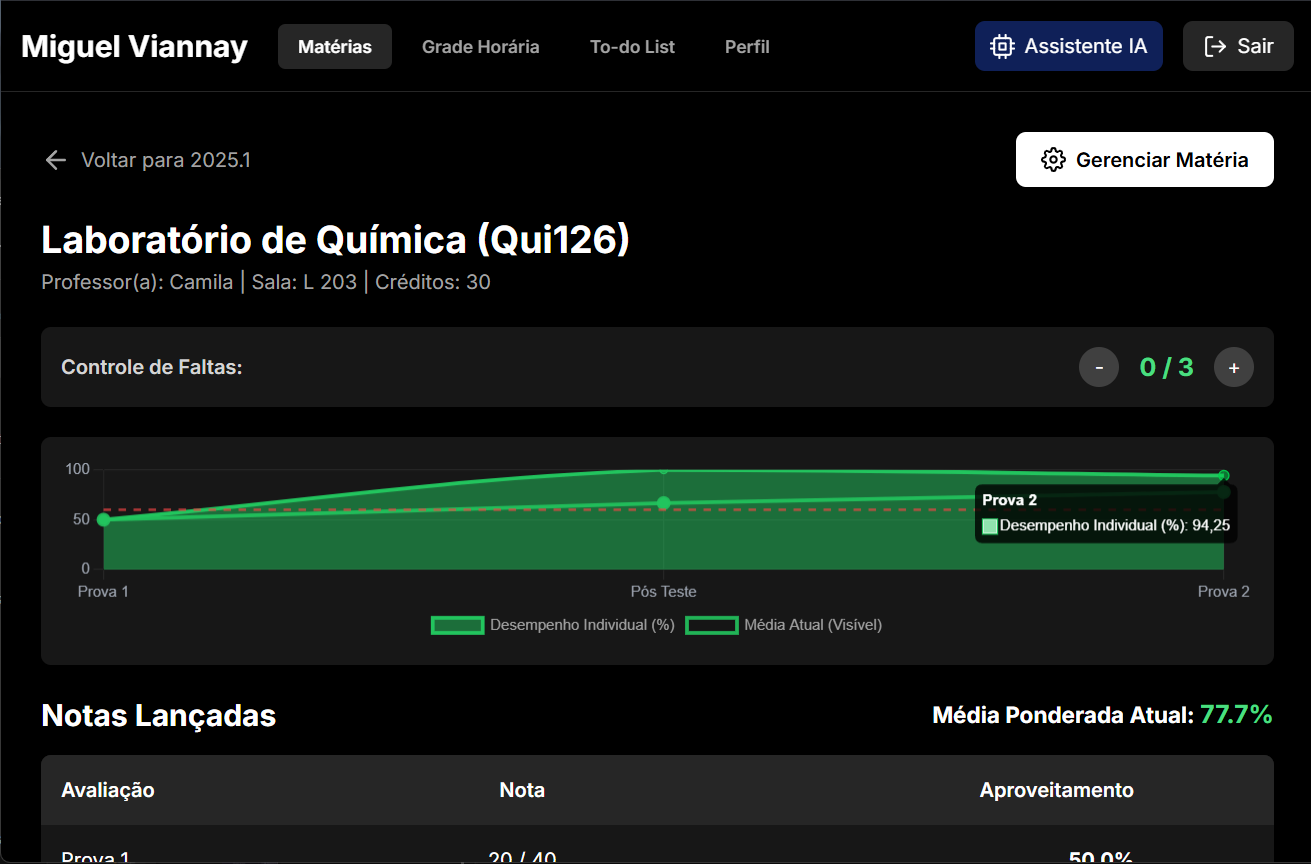 Miguel Viannay Matérias Grade Horária To-do List Perfil Assistente IA Sair
Voltar para 2025.1 Gerenciar Matéria
Laboratório de Química (Qui126)
Professor(a): Camila | Sala: L 203 | Créditos: 30
Controle de Faltas: - 0 / 3 +
100
50
0
Prova 2
Desempenho Individual (%): 94,25
Prova 1 Pós Teste Prova 2
Desempenho Individual (%) Média Atual (Visível)
Notas Lançadas Média Ponderada Atual: 77.7%
Avaliação Nota Aproveitamento
Prova 1 20 / 40 50.0%